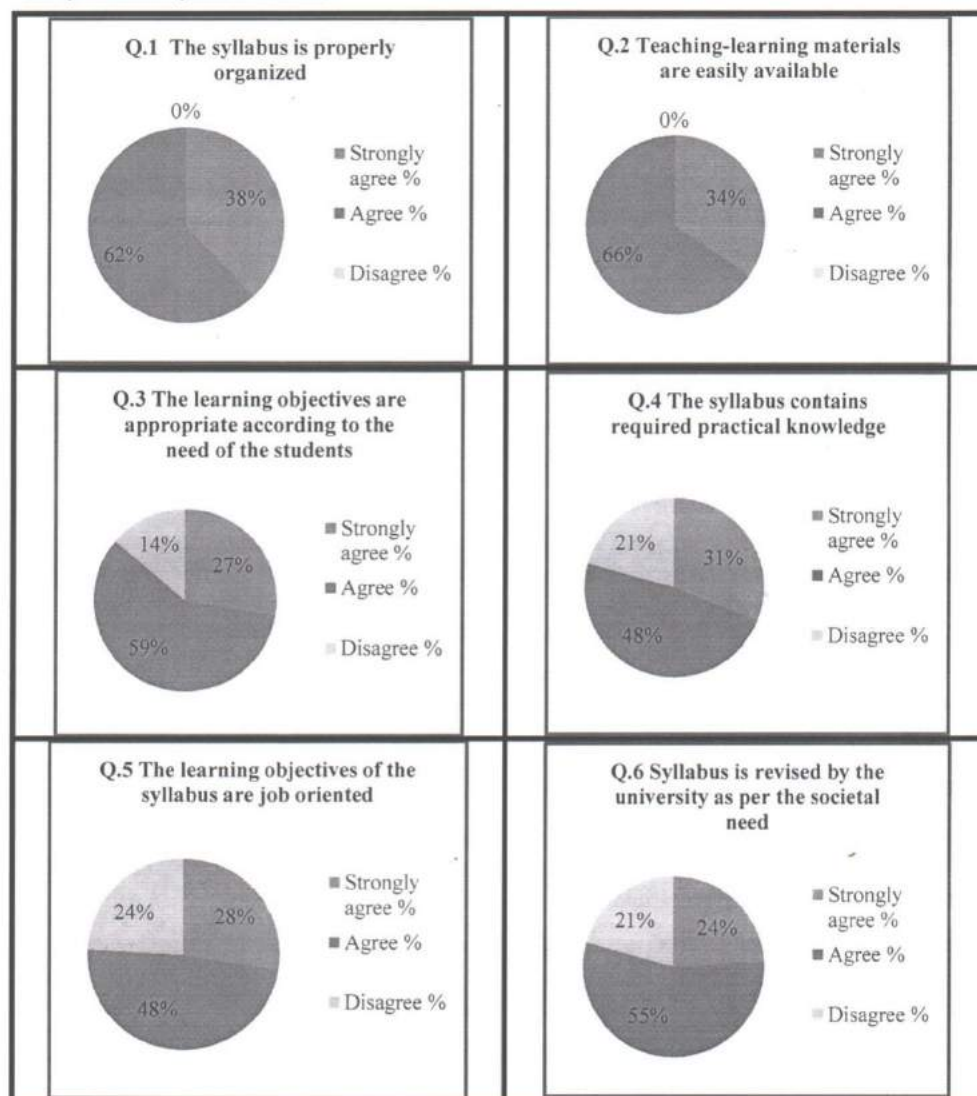 Q.1 The syllabus is properly
organized
0%
38%
62%
Strongly
agree %
Agree %
Disagree %
Q.2 Teaching-learning materials
are easily available
0%
34%
66%
Strongly
agree %
Agree %
Disagree %
Q.3 The learning objectives are
appropriate according to the
need of the students
14%
27%
59%
Strongly
agree %
Agree %
Disagree %
Q.4 The syllabus contains
required practical knowledge
21%
31%
48%
Strongly
agree %
Agree %
Disagree %
Q.5 The learning objectives of the
syllabus are job oriented
24%
28%
48%
Strongly
agree %
Agree %
Disagree %
Q.6 Syllabus is revised by the
university as per the societal
need
21%
24%
55%
Strongly
agree %
Agree %
Disagree %